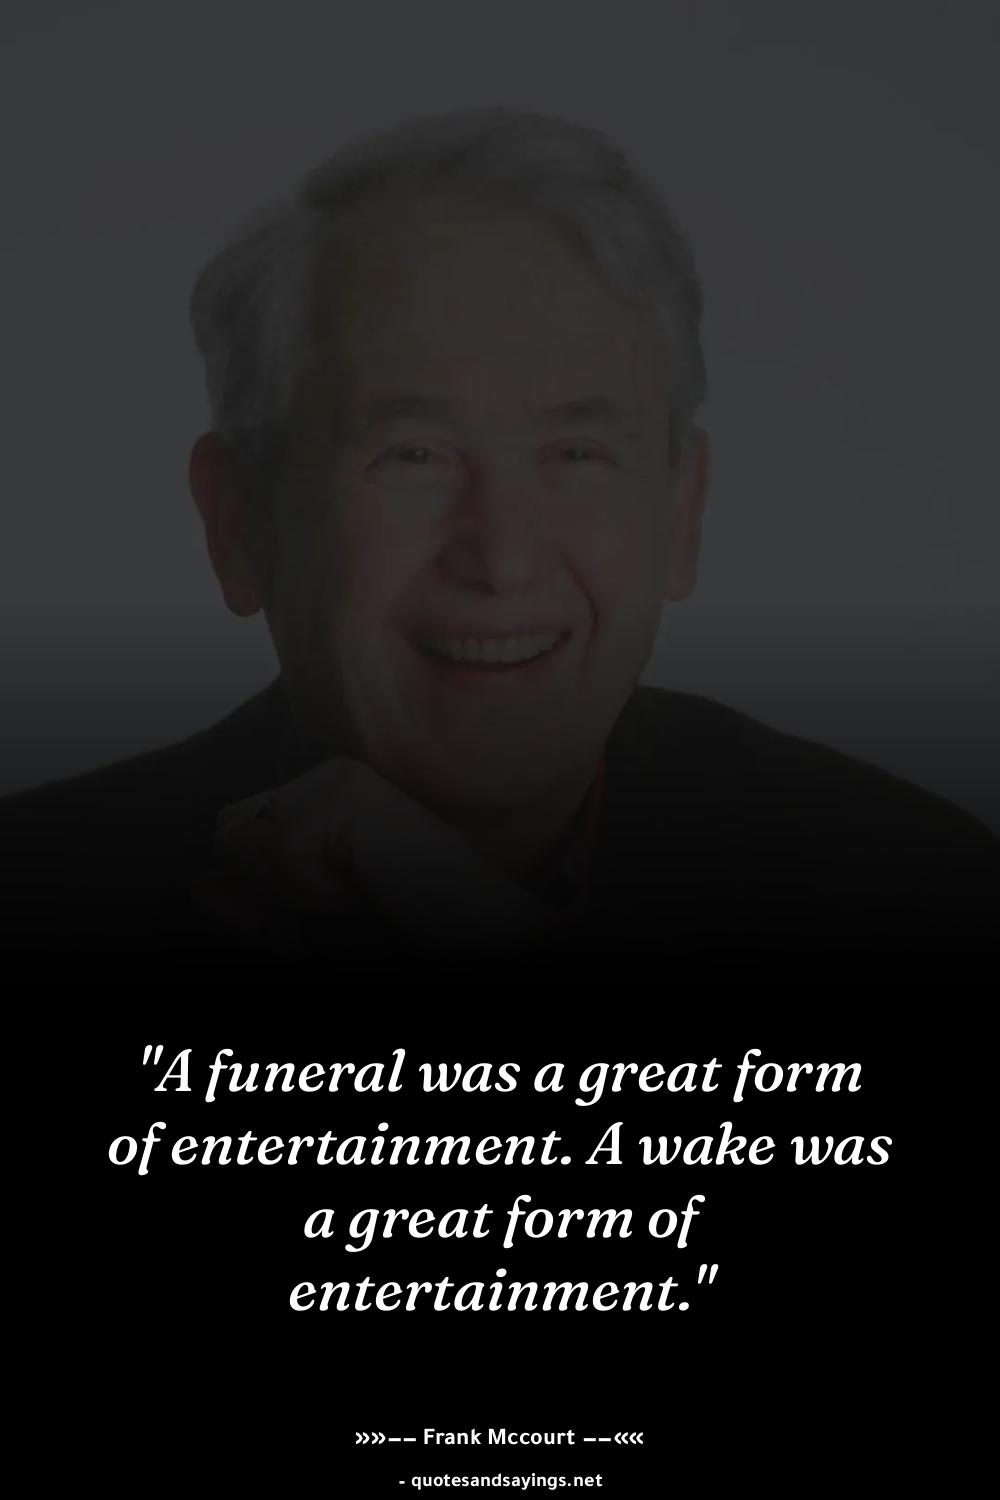 "A funeral was a great form
of entertainment. A wake was
a great form of
entertainment."
»»–– Frank Mccourt ––««
- quotesandsayings.net